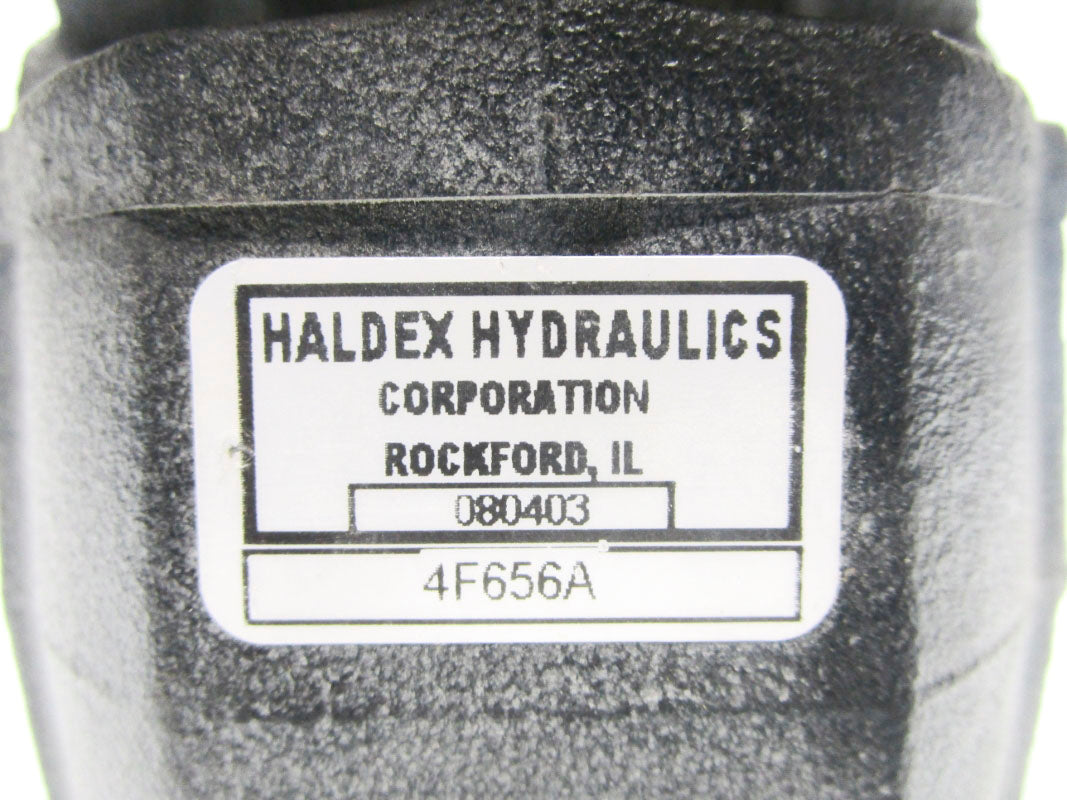 HALDEX HYDRAULICS
CORPORATION
ROCKFORD, IL
080403
4F656A